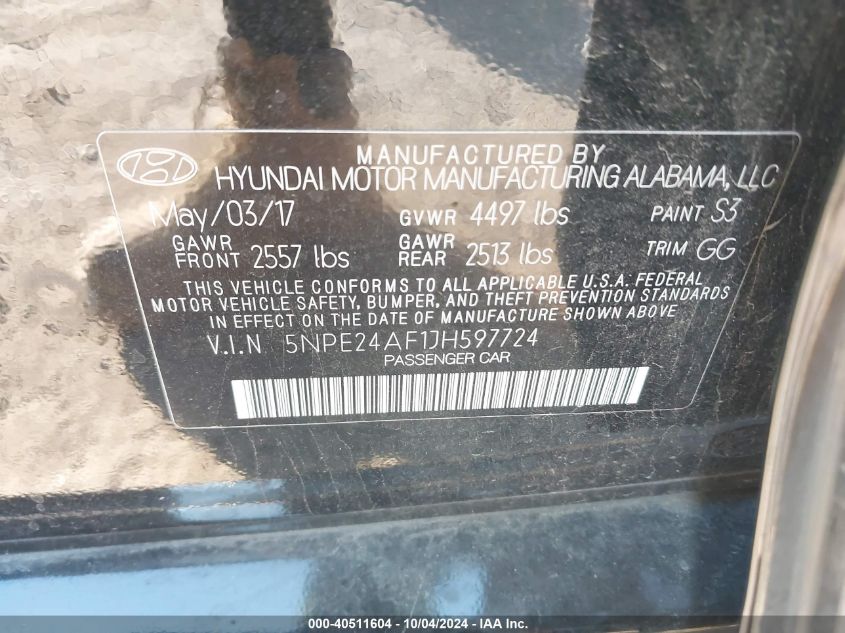 MANUFACTURED BY
HYUNDAI MOTOR MANUFACTURING ALABAMA, LLC
May/03/17 GVWR 4497 lbs PAINT S3
GAWR FRONT 2557 lbs GAWR REAR 2513 lbs TRIM GG
THIS VEHICLE CONFORMS TO ALL APPLICABLE U.S.A. FEDERAL
MOTOR VEHICLE SAFETY, BUMPER, AND THEFT PREVENTION STANDARDS
IN EFFECT ON THE DATE OF MANUFACTURE SHOWN ABOVE
V.I.N 5NPE24AF1JH597724
PASSENGER CAR
000-40511604 - 10/04/2024 - IAA Inc.